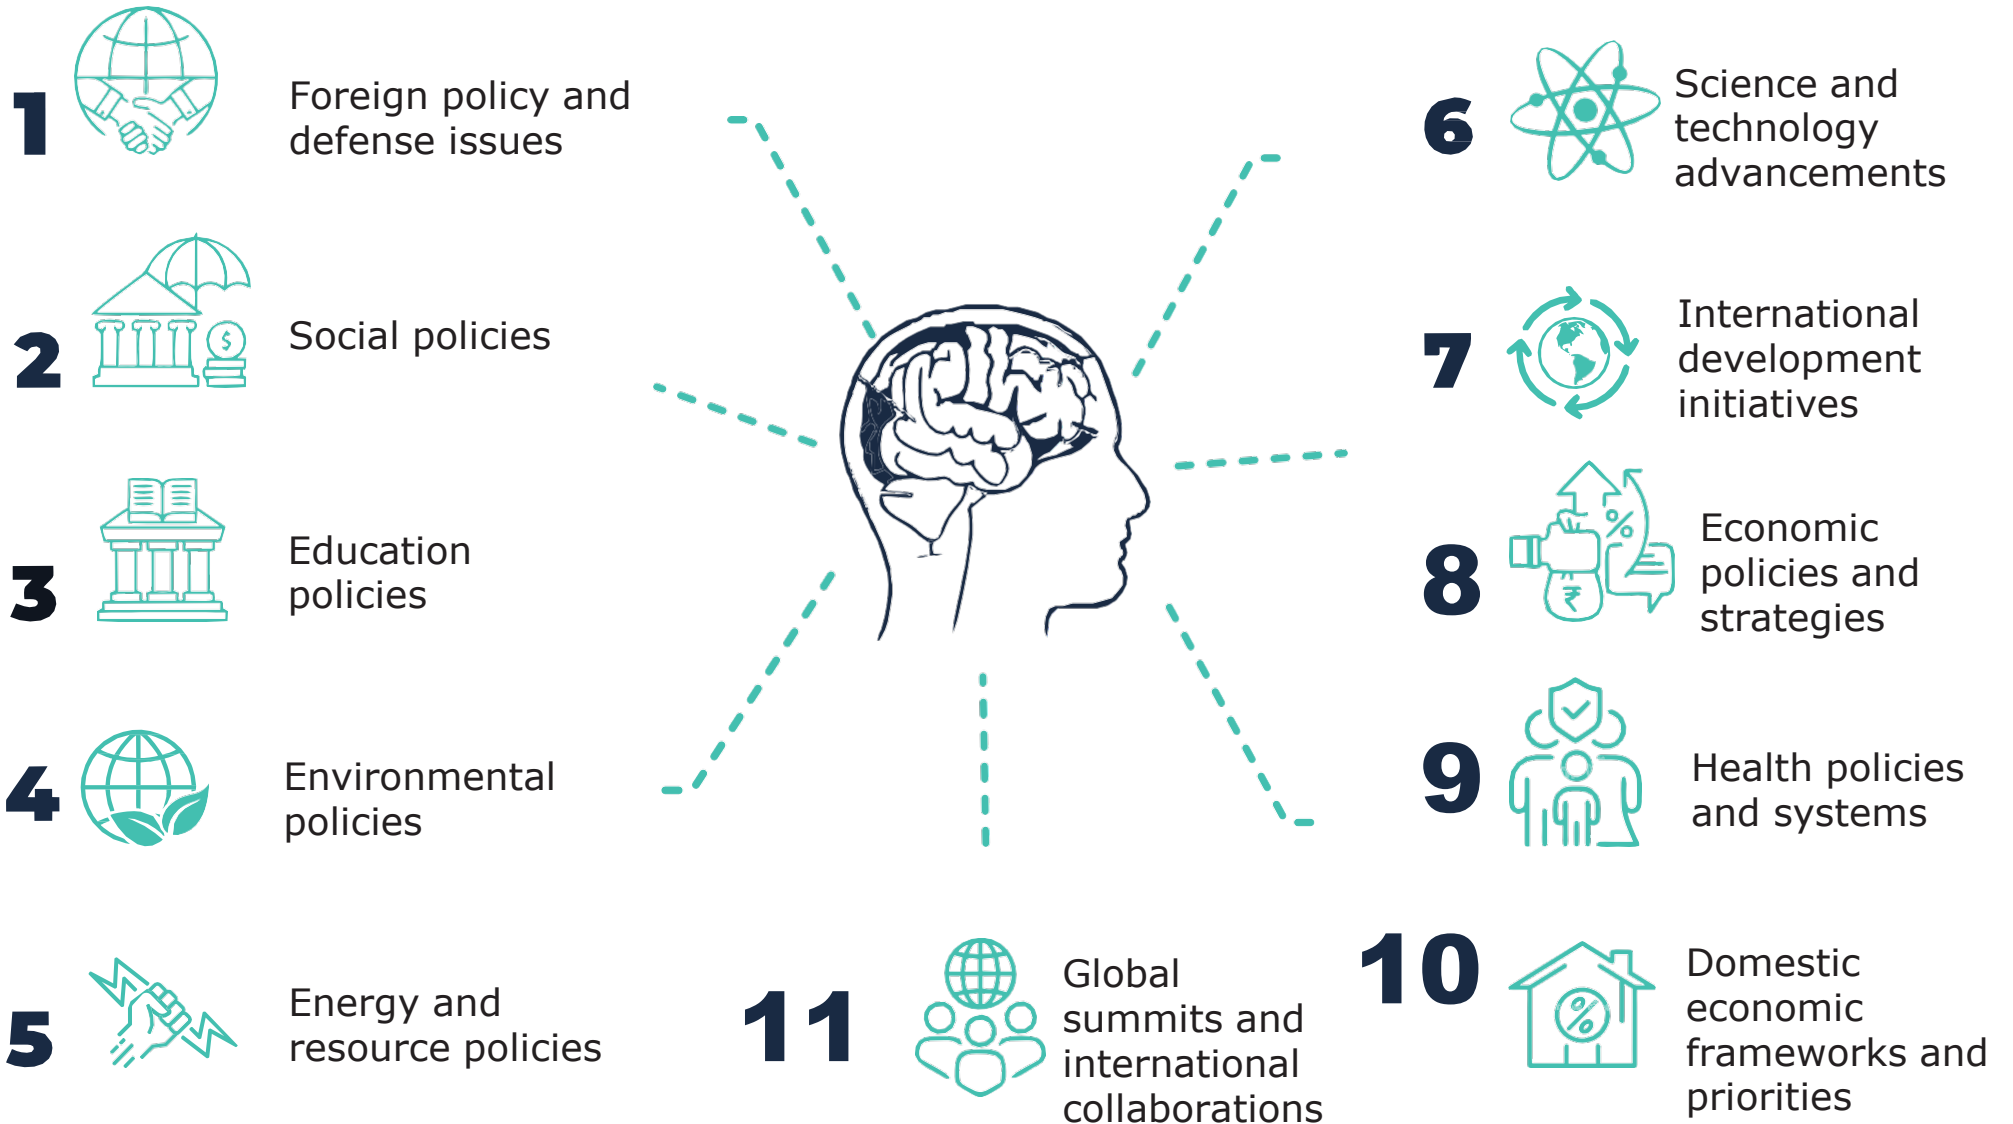 1
Foreign policy and
defense issues
2
Social policies
3
Education
policies
4
Environmental
policies
5
Energy and
resource policies
6
Science and
technology
advancements
7
International
development
initiatives
8
Economic
policies and
strategies
9
Health policies
and systems
10
Domestic
economic
frameworks and
priorities
11
Global
summits and
international
collaborations
$
%
₹
%